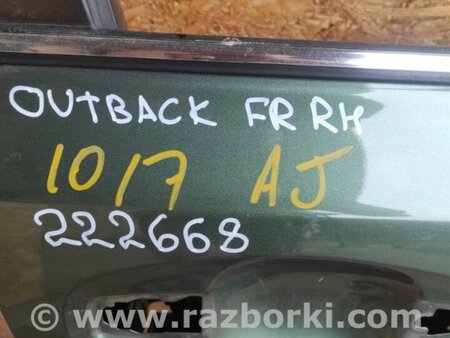 OUTBACK FR RH
10/7 AJ
222668
www.razborki.com